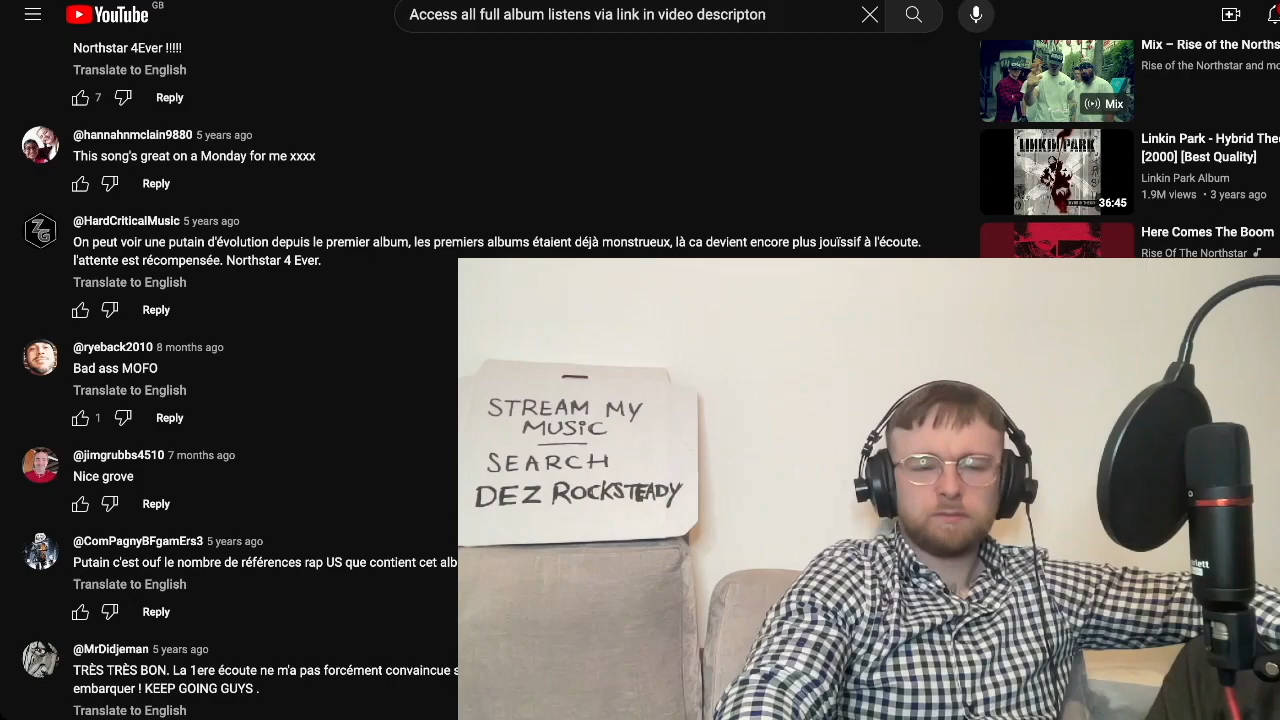 YouTube GB
Access all full album listens via link in video descripton
Northstar 4Ever !!!!!
Translate to English
7
Reply
@hannahnmclain9880 5 years ago
This song's great on a Monday for me xxxx
Reply
@HardCriticalMusic 5 years ago
On peut voir une putain d'évolution depuis le premier album, les premiers albums étaient déjà monstrueux, là ca devient encore plus jouïssif à l'écoute.
l'attente est récompensée. Northstar 4 Ever.
Translate to English
Reply
@ryeback2010 8 months ago
Bad ass MOFO
Translate to English
1
Reply
@jimgrubbs4510 7 months ago
Nice grove
Reply
@ComPagnyBFgamErs3 5 years ago
Putain c'est ouf le nombre de références rap US que contient cet alb
Translate to English
Reply
@MrDidjeman 5 years ago
TRÈS TRÈS BON. La 1ere écoute ne m'a pas forcément convaincue s
embarquer ! KEEP GOING GUYS .
Translate to English
Mix – Rise of the Norths
Rise of the Northstar and mo
Mix
Linkin Park - Hybrid The
[2000] [Best Quality]
Linkin Park Album
1.9M views • 3 years ago
LINKIN PARK
36:45
Here Comes The Boom
Rise Of The Northstar
STREAM MY
MUSIC
SEARCH
DEZ ROCKSTEADY